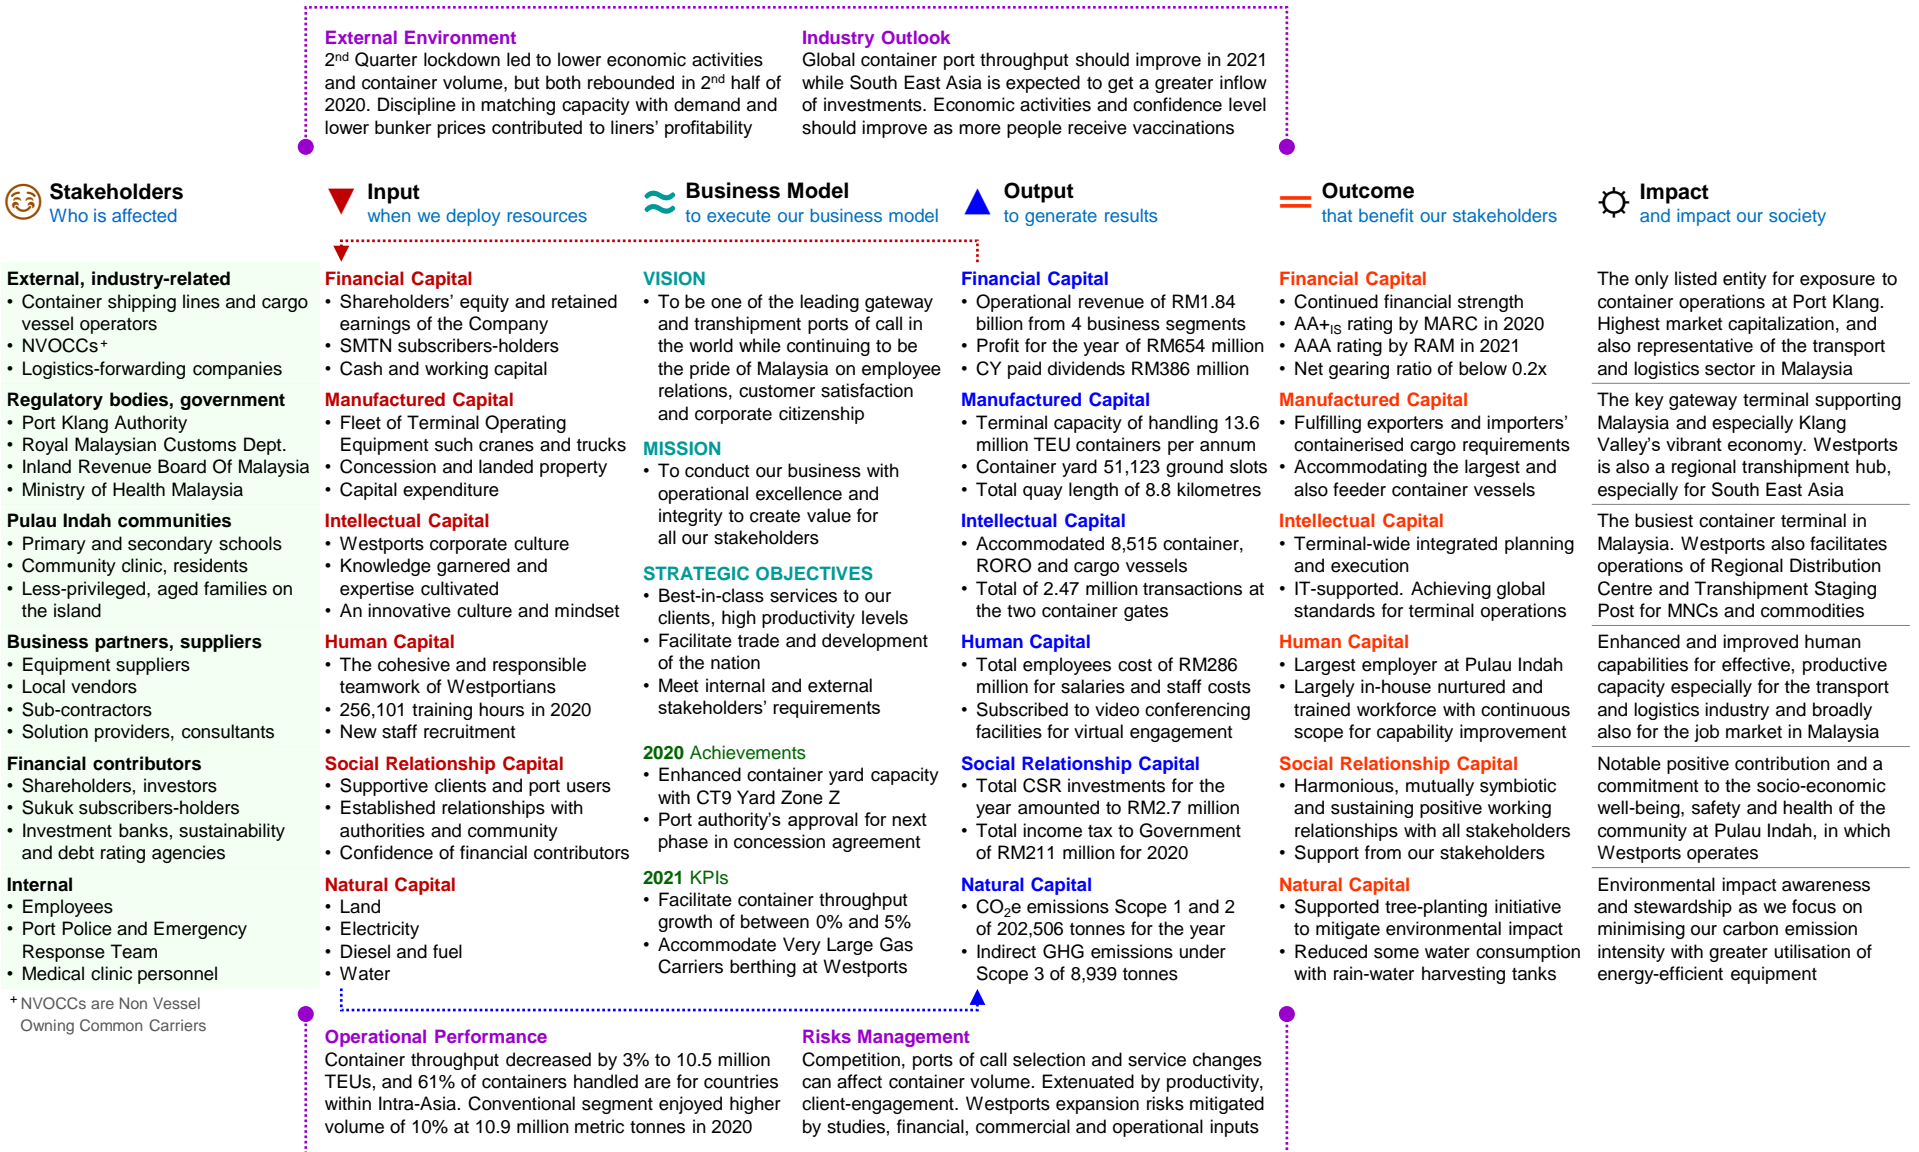 External Environment
2nd Quarter lockdown led to lower economic activities
and container volume, but both rebounded in 2nd half of
2020. Discipline in matching capacity with demand and
lower bunker prices contributed to liners' profitability
Industry Outlook
Global container port throughput should improve in 2021
while South East Asia is expected to get a greater inflow
of investments. Economic activities and confidence level
should improve as more people receive vaccinations
Stakeholders
Who is affected
Input
when we deploy resources
Business Model
to execute our business model
Output
to generate results
Outcome
that benefit our stakeholders
Impact
and impact our society
External, industry-related
• Container shipping lines and cargo
vessel operators
• NVOCCs+
• Logistics-forwarding companies
Regulatory bodies, government
• Port Klang Authority
• Royal Malaysian Customs Dept.
• Inland Revenue Board Of Malaysia
• Ministry of Health Malaysia
Pulau Indah communities
• Primary and secondary schools
• Community clinic, residents
• Less-privileged, aged families on
the island
Business partners, suppliers
• Equipment suppliers
• Local vendors
• Sub-contractors
• Solution providers, consultants
Financial contributors
• Shareholders, investors
• Sukuk subscribers-holders
• Investment banks, sustainability
and debt rating agencies
Internal
• Employees
• Port Police and Emergency
Response Team
• Medical clinic personnel
+ NVOCCs are Non Vessel
Owning Common Carriers
Financial Capital
• Shareholders' equity and retained
earnings of the Company
• SMTN subscribers-holders
• Cash and working capital
Manufactured Capital
• Fleet of Terminal Operating
Equipment such cranes and trucks
• Concession and landed property
• Capital expenditure
Intellectual Capital
• Westports corporate culture
• Knowledge garnered and
expertise cultivated
• An innovative culture and mindset
Human Capital
• The cohesive and responsible
teamwork of Westportians
• 256,101 training hours in 2020
• New staff recruitment
Social Relationship Capital
• Supportive clients and port users
• Established relationships with
authorities and community
• Confidence of financial contributors
Natural Capital
• Land
• Electricity
• Diesel and fuel
• Water
VISION
• To be one of the leading gateway
and transhipment ports of call in
the world while continuing to be
the pride of Malaysia on employee
relations, customer satisfaction
and corporate citizenship
MISSION
• To conduct our business with
operational excellence and
integrity to create value for
all our stakeholders
STRATEGIC OBJECTIVES
• Best-in-class services to our
clients, high productivity levels
• Facilitate trade and development
of the nation
• Meet internal and external
stakeholders' requirements
2020 Achievements
• Enhanced container yard capacity
with CT9 Yard Zone Z
• Port authority's approval for next
phase in concession agreement
2021 KPIs
• Facilitate container throughput
growth of between 0% and 5%
• Accommodate Very Large Gas
Carriers berthing at Westports
Financial Capital
• Operational revenue of RM1.84
billion from 4 business segments
• Profit for the year of RM654 million
• CY paid dividends RM386 million
Manufactured Capital
• Terminal capacity of handling 13.6
million TEU containers per annum
• Container yard 51,123 ground slots
• Total quay length of 8.8 kilometres
Intellectual Capital
• Accommodated 8,515 container,
RORO and cargo vessels
• Total of 2.47 million transactions at
the two container gates
Human Capital
• Total employees cost of RM286
million for salaries and staff costs
• Subscribed to video conferencing
facilities for virtual engagement
Social Relationship Capital
• Total CSR investments for the
year amounted to RM2.7 million
• Total income tax to Government
of RM211 million for 2020
Natural Capital
• CO2e emissions Scope 1 and 2
of 202,506 tonnes for the year
• Indirect GHG emissions under
Scope 3 of 8,939 tonnes
Financial Capital
• Continued financial strength
• AA+IS rating by MARC in 2020
• AAA rating by RAM in 2021
• Net gearing ratio of below 0.2x
Manufactured Capital
• Fulfilling exporters and importers'
containerised cargo requirements
• Accommodating the largest and
also feeder container vessels
Intellectual Capital
• Terminal-wide integrated planning
and execution
• IT-supported. Achieving global
standards for terminal operations
Human Capital
• Largest employer at Pulau Indah
• Largely in-house nurtured and
trained workforce with continuous
scope for capability improvement
Social Relationship Capital
• Harmonious, mutually symbiotic
and sustaining positive working
relationships with all stakeholders
• Support from our stakeholders
Natural Capital
• Supported tree-planting initiative
to mitigate environmental impact
• Reduced some water consumption
with rain-water harvesting tanks
The only listed entity for exposure to
container operations at Port Klang.
Highest market capitalization, and
also representative of the transport
and logistics sector in Malaysia
The key gateway terminal supporting
Malaysia and especially Klang
Valley's vibrant economy. Westports
is also a regional transhipment hub,
especially for South East Asia
The busiest container terminal in
Malaysia. Westports also facilitates
operations of Regional Distribution
Centre and Transhipment Staging
Post for MNCs and commodities
Enhanced and improved human
capabilities for effective, productive
capacity especially for the transport
and logistics industry and broadly
also for the job market in Malaysia
Notable positive contribution and a
commitment to the socio-economic
well-being, safety and health of the
community at Pulau Indah, in which
Westports operates
Environmental impact awareness
and stewardship as we focus on
minimising our carbon emission
intensity with greater utilisation of
energy-efficient equipment
Operational Performance
Container throughput decreased by 3% to 10.5 million
TEUs, and 61% of containers handled are for countries
within Intra-Asia. Conventional segment enjoyed higher
volume of 10% at 10.9 million metric tonnes in 2020
Risks Management
Competition, ports of call selection and service changes
can affect container volume. Extenuated by productivity,
client-engagement. Westports expansion risks mitigated
by studies, financial, commercial and operational inputs